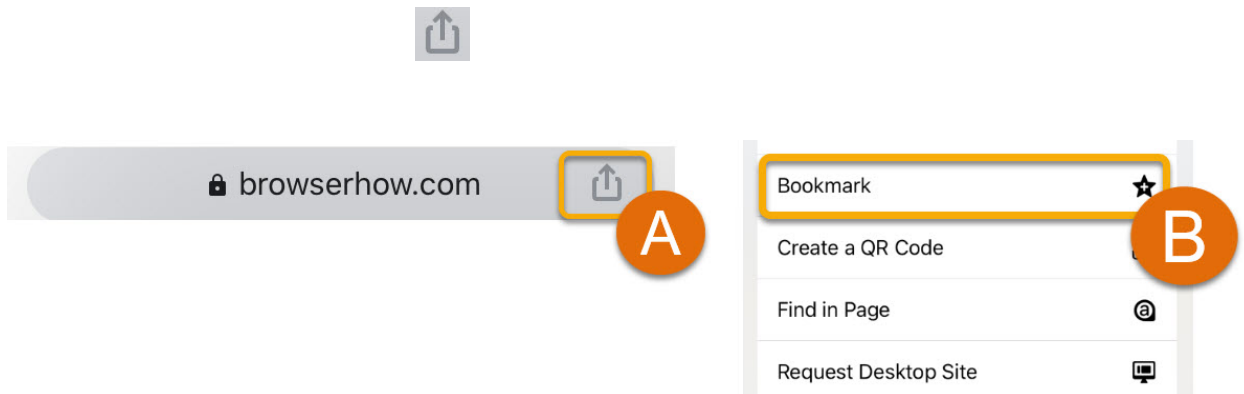 browserhow.com
A
Bookmark
B
Create a QR Code
Find in Page
Request Desktop Site